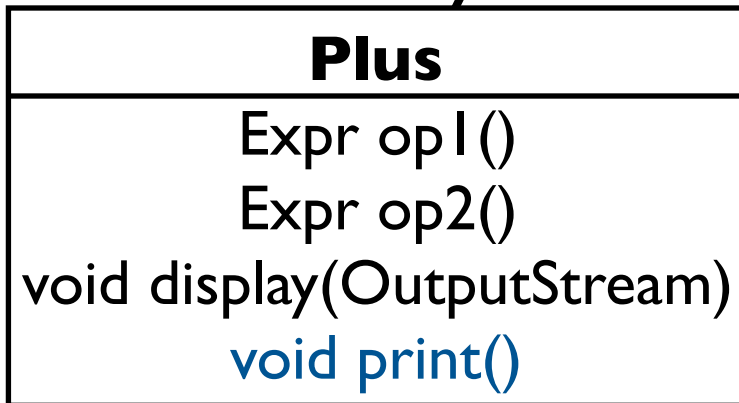 Plus
Expr op1()
Expr op2()
void display(OutputStream)
void print()